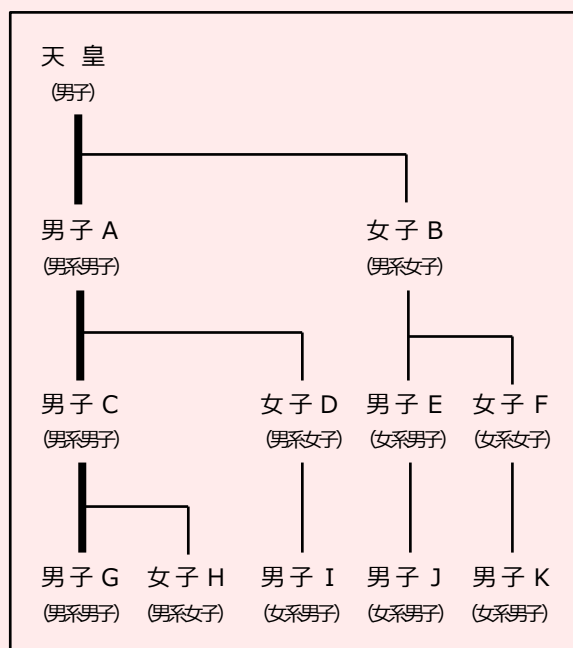 天 皇
(男子)
男子 A 女子 B
(男系男子) (男系女子)
男子 C 女子 D 男子 E 女子 F
(男系男子) (男系女子) (女系男子) (女系女子)
男子 G 女子 H 男子 I 男子 J 男子 K
(男系男子) (男系女子) (女系男子) (女系男子) (女系男子)